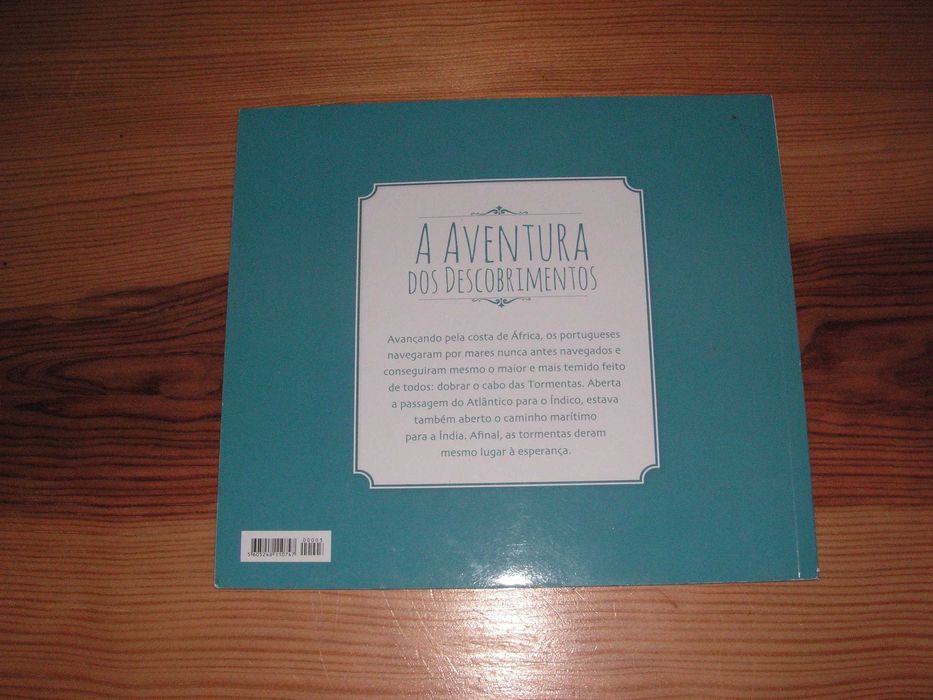 A AVENTURA
DOS DESCOBRIMENTOS
Avançando pela costa de África, os portugueses
navegaram por mares nunca antes navegados e
conseguiram mesmo o maior e mais temido feito
de todos: dobrar o cabo das Tormentas. Aberta
a passagem do Atlântico para o Índico, estava
também aberto o caminho marítimo
para a Índia. Afinal, as tormentas deram
mesmo lugar à esperança.
00003